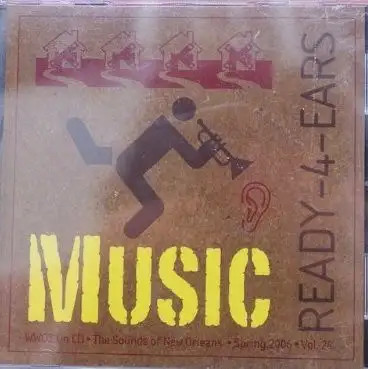 READY-4-EARS
MUSIC
WWOZ on CD • The Sounds of New Orleans • Spring 2006 • Vol.